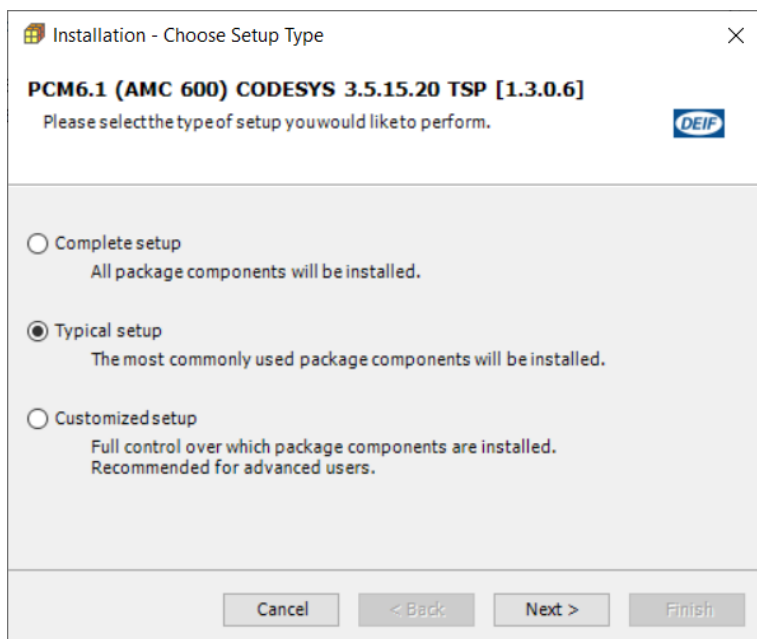 Installation - Choose Setup Type
PCM6.1 (AMC 600) CODESYS 3.5.15.20 TSP [1.3.0.6]
Please select the type of setup you would like to perform.
DEIF
Complete setup
All package components will be installed.
Typical setup
The most commonly used package components will be installed.
Customized setup
Full control over which package components are installed.
Recommended for advanced users.
Cancel
< Back
Next >
Finish